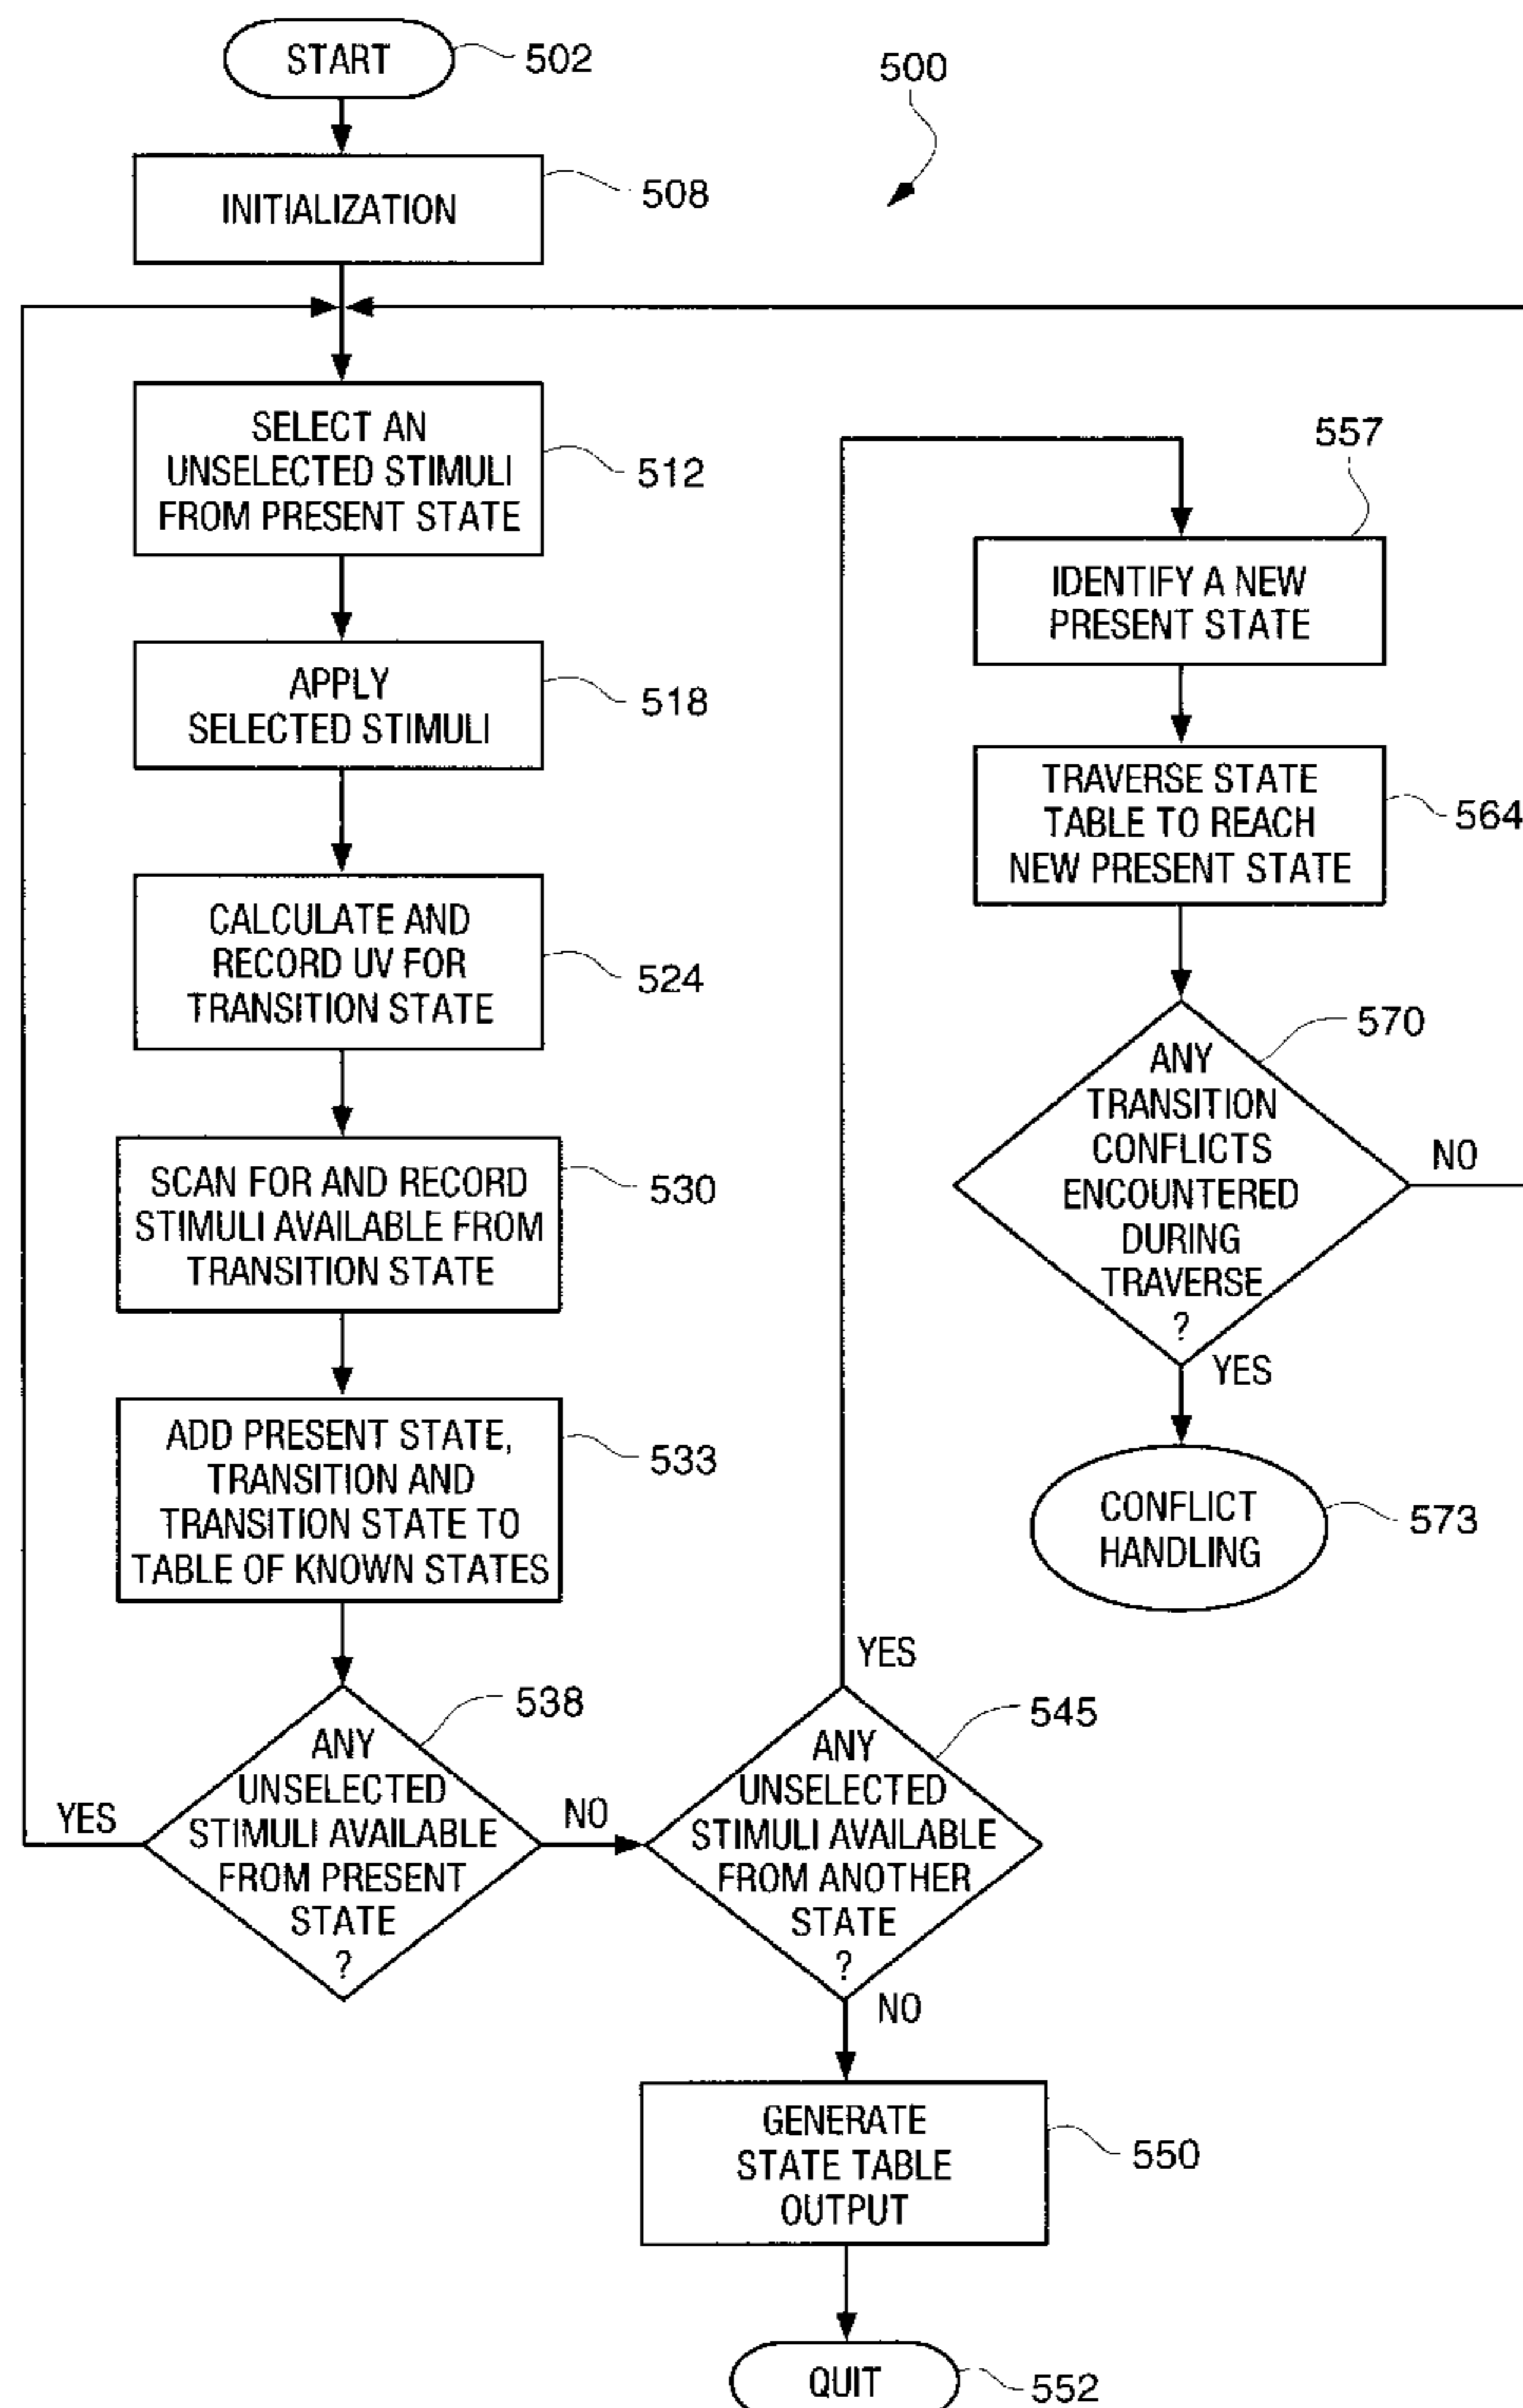 START
502
500
INITIALIZATION
508
SELECT AN
UNSELECTED STIMULI
FROM PRESENT STATE
512
APPLY
SELECTED STIMULI
518
CALCULATE AND
RECORD UV FOR
TRANSITION STATE
524
SCAN FOR AND RECORD
STIMULI AVAILABLE FROM
TRANSITION STATE
530
ADD PRESENT STATE,
TRANSITION AND
TRANSITION STATE TO
TABLE OF KNOWN STATES
533
ANY
UNSELECTED
STIMULI AVAILABLE
FROM PRESENT
STATE
?
538
YES
NO
ANY
UNSELECTED
STIMULI AVAILABLE
FROM ANOTHER
STATE
?
545
YES
NO
GENERATE
STATE TABLE
OUTPUT
550
QUIT
552
IDENTIFY A NEW
PRESENT STATE
557
TRAVERSE STATE
TABLE TO REACH
NEW PRESENT STATE
564
ANY
TRANSITION
CONFLICTS
ENCOUNTERED
DURING
TRAVERSE
?
570
NO
YES
CONFLICT
HANDLING
573